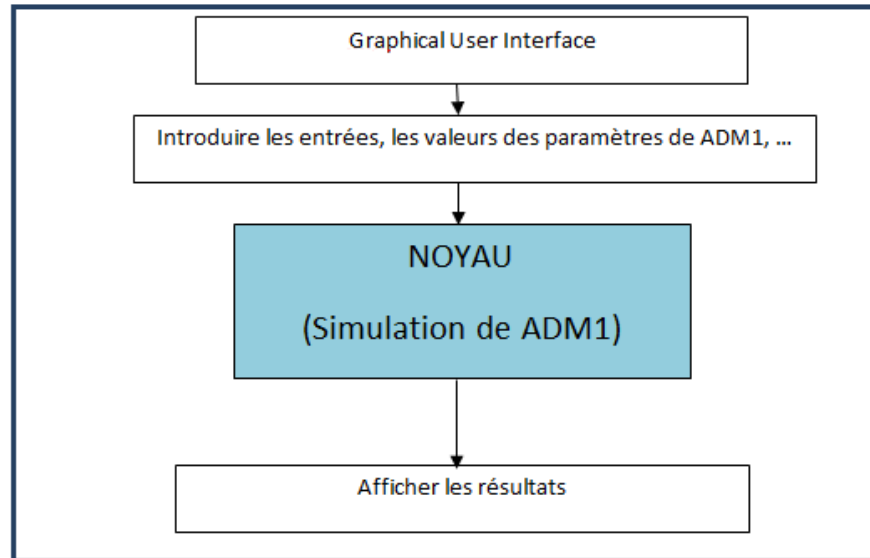 Graphical User Interface
Introduire les entrées, les valeurs des paramètres de ADM1, ...
NOYAU
(Simulation de ADM1)
Afficher les résultats